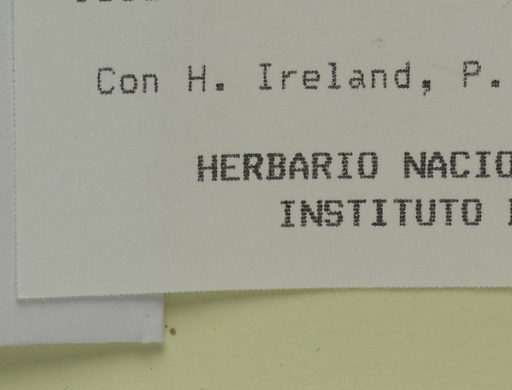 Con H. Ireland, P.
HERBARIO NACIO
INSTITUTO